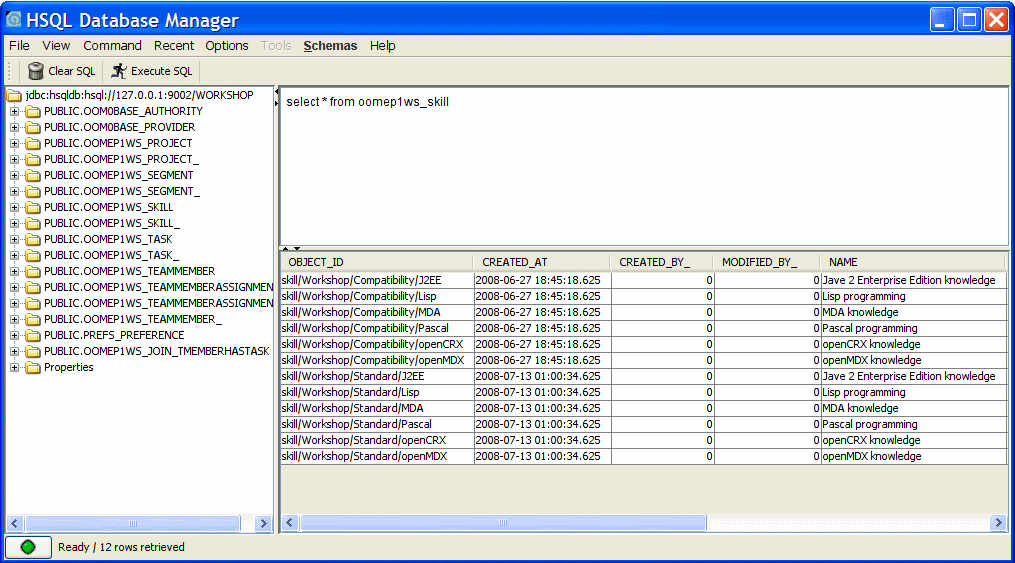 HSQL Database Manager
File View Command Recent Options Tools Schemas Help
Clear SQL Execute SQL
jdbc:hsqldb:hsql://127.0.0.1:9002/WORKSHOP
PUBLIC.OOM0BASE_AUTHORITY
PUBLIC.OOM0BASE_PROVIDER
PUBLIC.OOMEP1WS_PROJECT
PUBLIC.OOMEP1WS_PROJECT_
PUBLIC.OOMEP1WS_SEGMENT
PUBLIC.OOMEP1WS_SEGMENT_
PUBLIC.OOMEP1WS_SKILL
PUBLIC.OOMEP1WS_SKILL_
PUBLIC.OOMEP1WS_TASK
PUBLIC.OOMEP1WS_TASK_
PUBLIC.OOMEP1WS_TEAMMEMBER
PUBLIC.OOMEP1WS_TEAMMEMBERASSIGNMEN
PUBLIC.OOMEP1WS_TEAMMEMBERASSIGNMEN
PUBLIC.OOMEP1WS_TEAMMEMBER_
PUBLIC.PREFS_PREFERENCE
PUBLIC.OOMEP1WS_JOIN_TMEMBERHASTASK
Properties
select * from oomep1ws_skill
OBJECT_ID CREATED_AT CREATED_BY_ MODIFIED_BY_ NAME
skill/Workshop/Compatibility/J2EE 2008-06-27 18:45:18.625 0 0 Jave 2 Enterprise Edition knowledge
skill/Workshop/Compatibility/Lisp 2008-06-27 18:45:18.625 0 0 Lisp programming
skill/Workshop/Compatibility/MDA 2008-06-27 18:45:18.625 0 0 MDA knowledge
skill/Workshop/Compatibility/Pascal 2008-06-27 18:45:18.625 0 0 Pascal programming
skill/Workshop/Compatibility/openCRX 2008-06-27 18:45:18.625 0 0 openCRX knowledge
skill/Workshop/Compatibility/openMDX 2008-06-27 18:45:18.625 0 0 openMDX knowledge
skill/Workshop/Standard/J2EE 2008-07-13 01:00:34.625 0 0 Jave 2 Enterprise Edition knowledge
skill/Workshop/Standard/Lisp 2008-07-13 01:00:34.625 0 0 Lisp programming
skill/Workshop/Standard/MDA 2008-07-13 01:00:34.625 0 0 MDA knowledge
skill/Workshop/Standard/Pascal 2008-07-13 01:00:34.625 0 0 Pascal programming
skill/Workshop/Standard/openCRX 2008-07-13 01:00:34.625 0 0 openCRX knowledge
skill/Workshop/Standard/openMDX 2008-07-13 01:00:34.625 0 0 openMDX knowledge
Ready / 12 rows retrieved